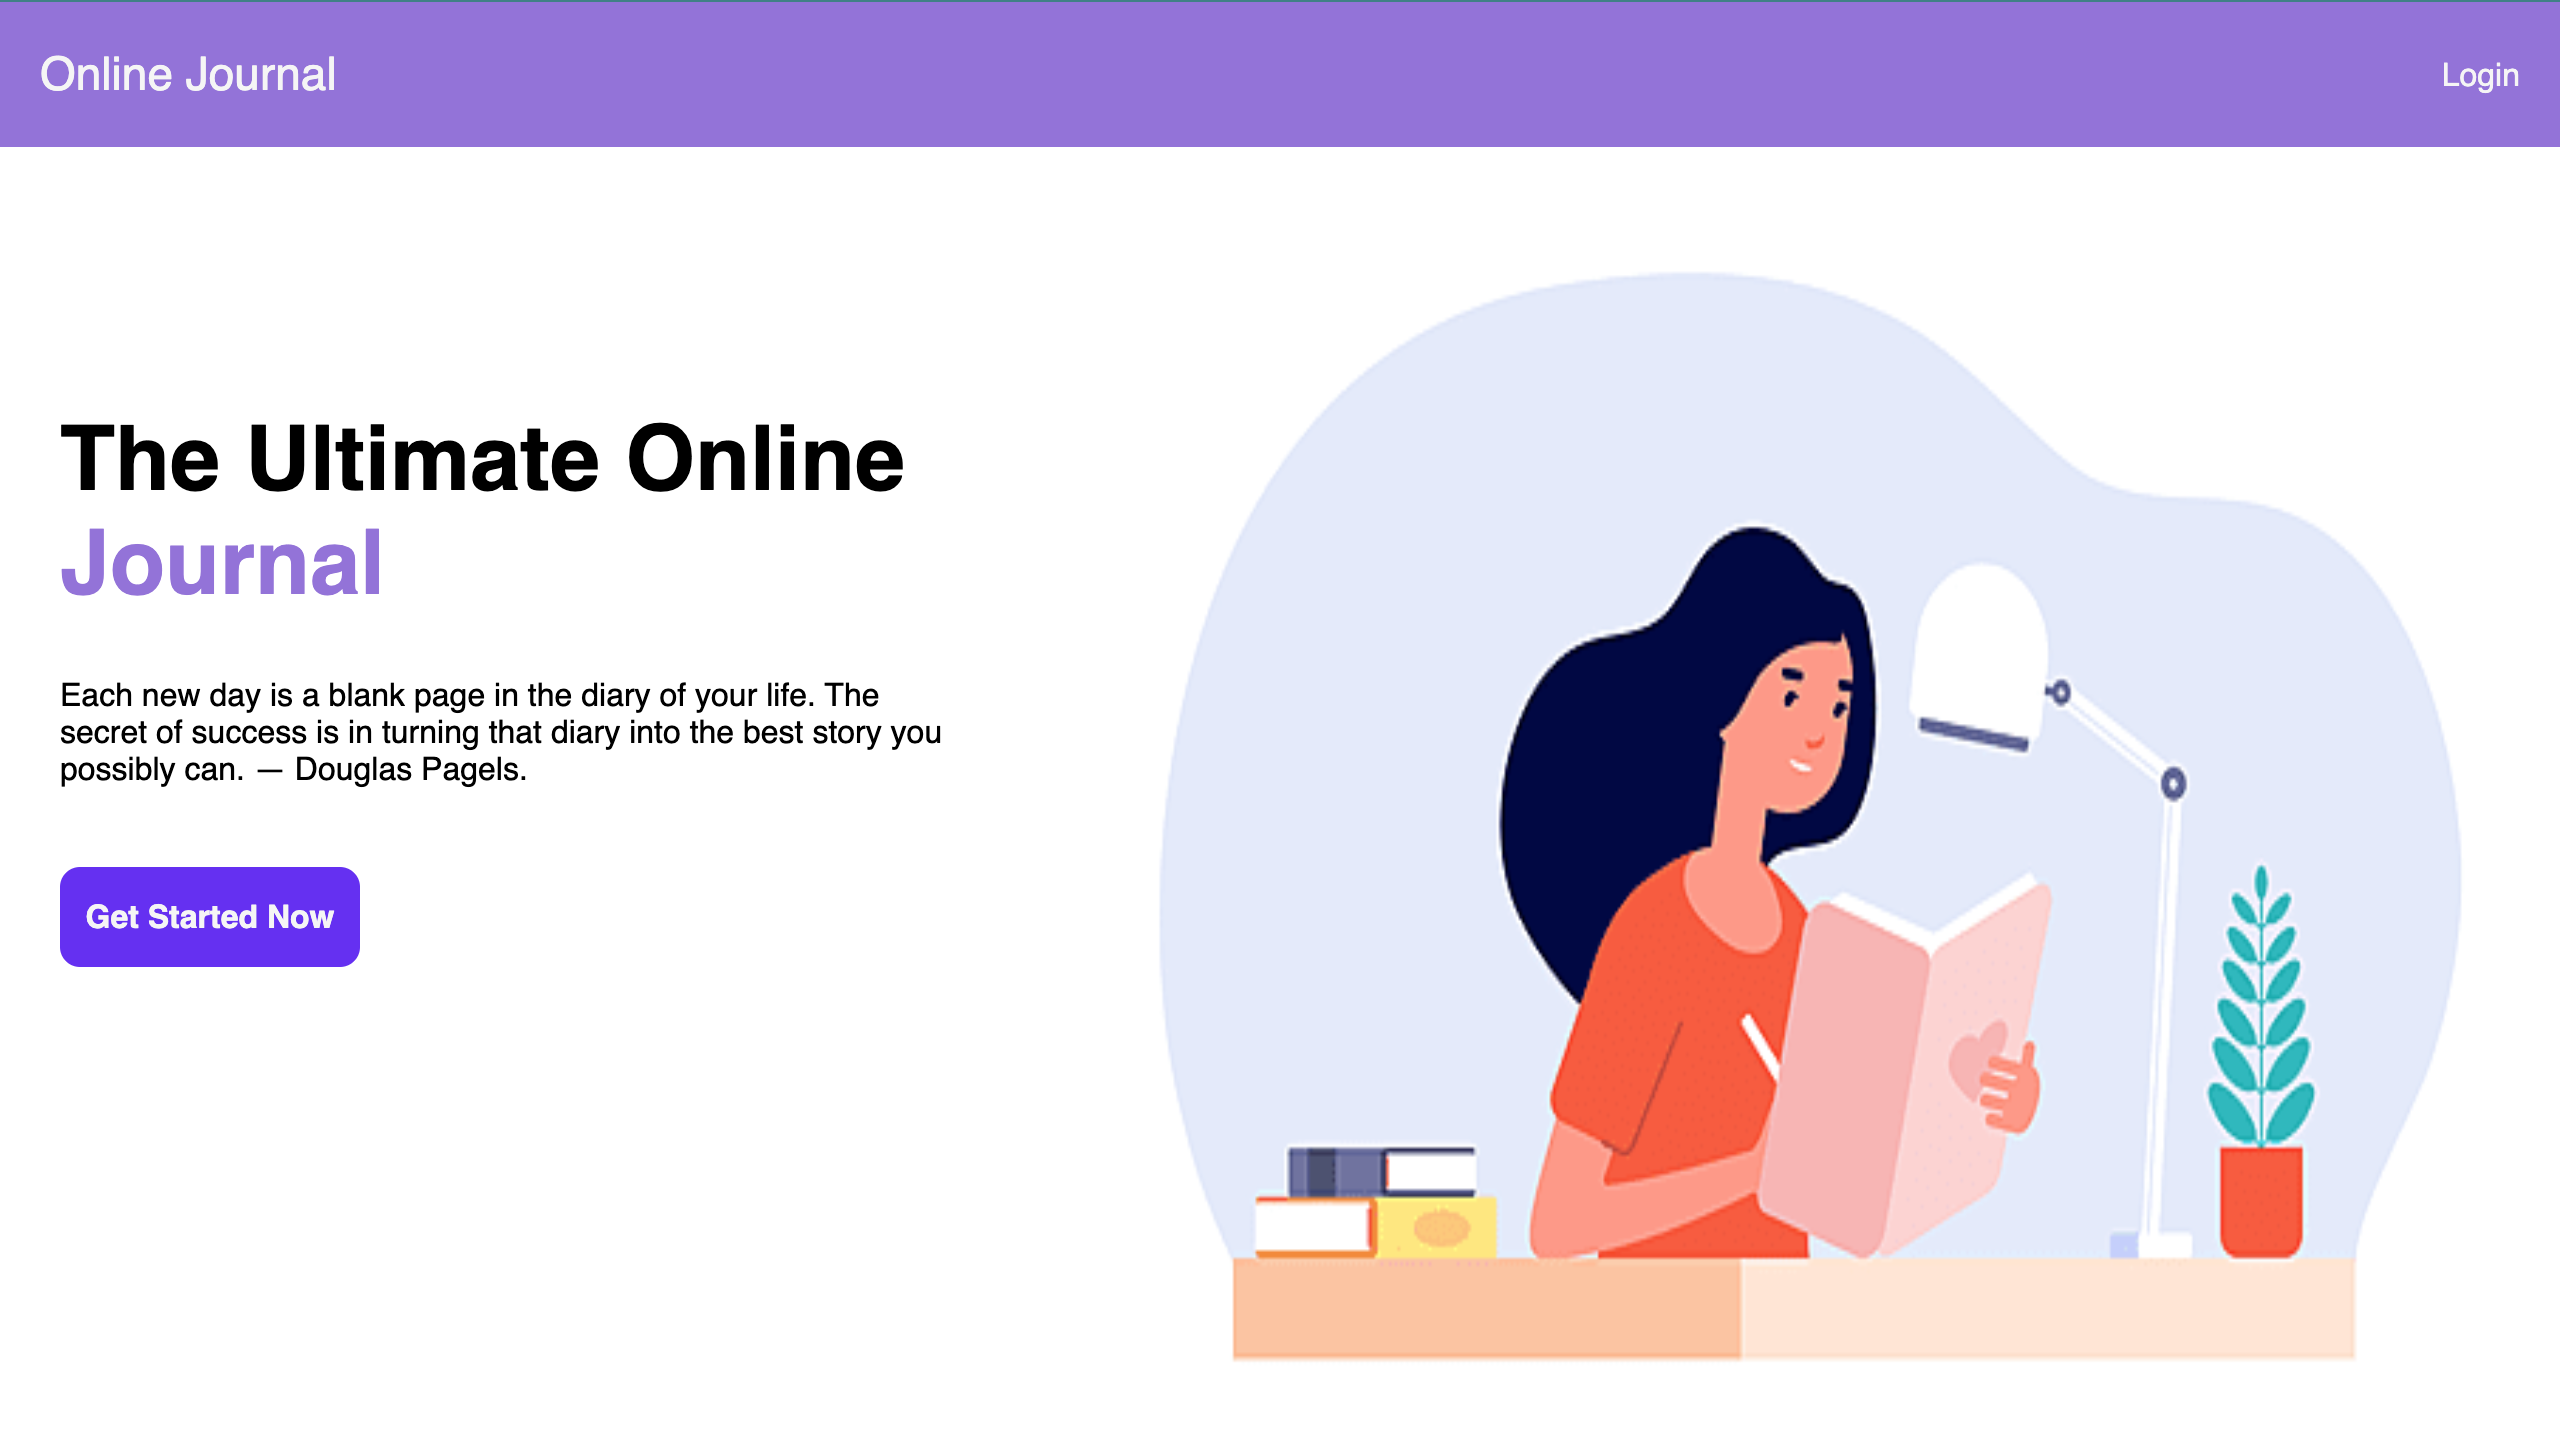 Online Journal
Login
The Ultimate Online
Journal
Each new day is a blank page in the diary of your life. The
secret of success is in turning that diary into the best story you
possibly can. — Douglas Pagels.
Get Started Now